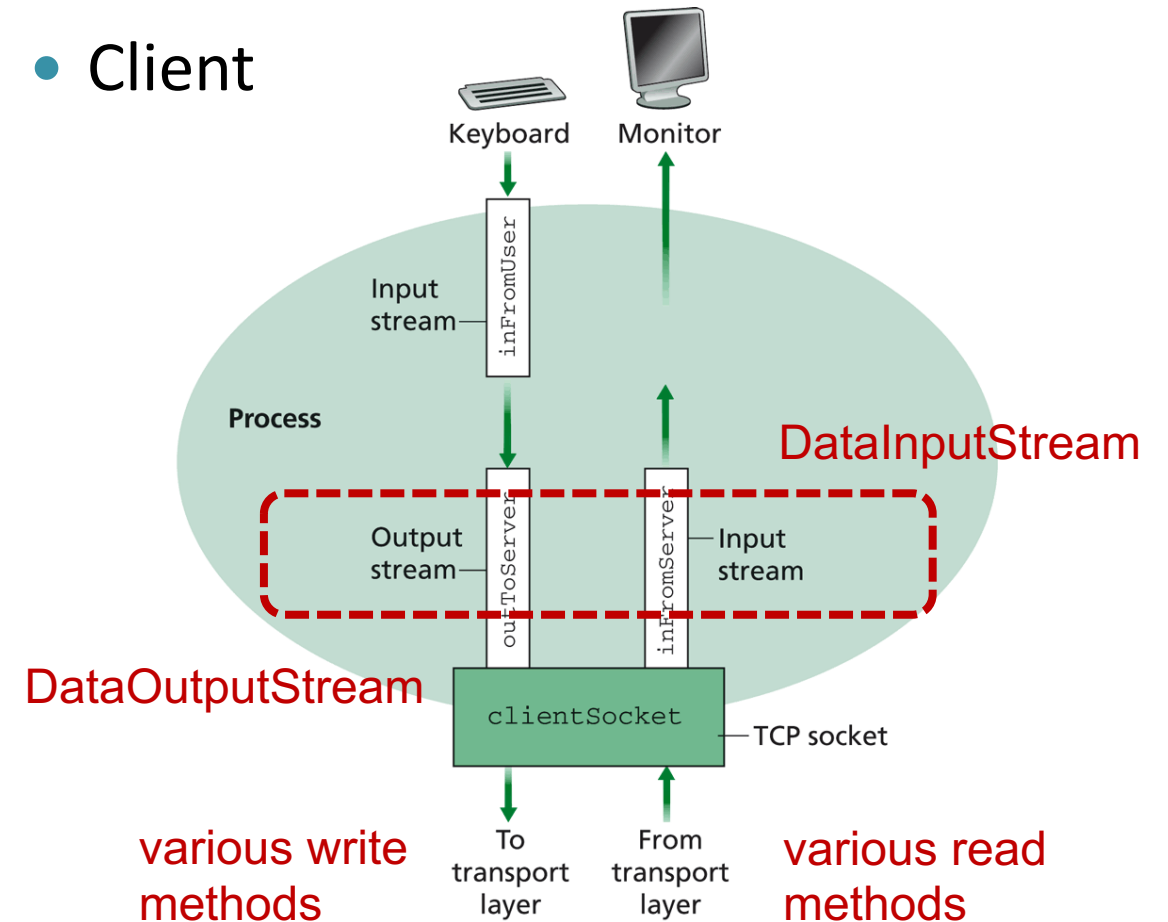 • Client
Keyboard
Monitor
inFromUser
Input
stream
Process
DataInputStream
outToServer
Output
stream
inFromServer
Input
stream
DataOutputStream
clientSocket
TCP socket
various write
methods
To
transport
layer
From
transport
layer
various read
methods